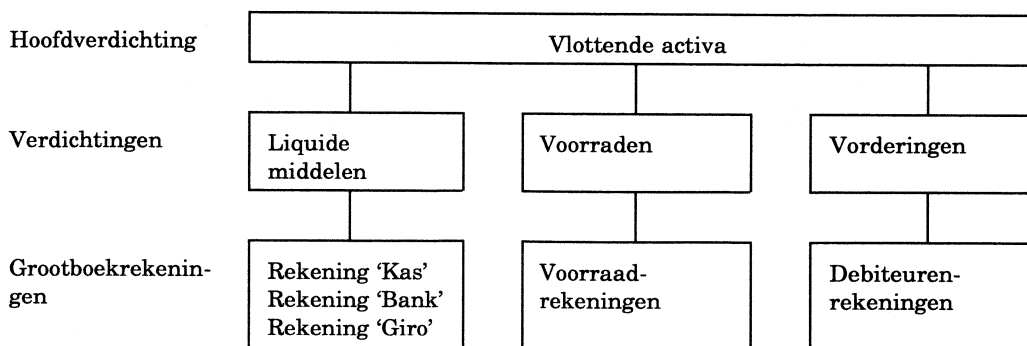 Hoofdverdichting
Vlottende activa
Verdichtingen
Liquide
middelen
Voorraden
Vorderingen
Grootboekrekenin-
gen
Rekening ‘Kas’
Rekening ‘Bank’
Rekening ‘Giro’
Voorraad-
rekeningen
Debiteuren-
rekeningen